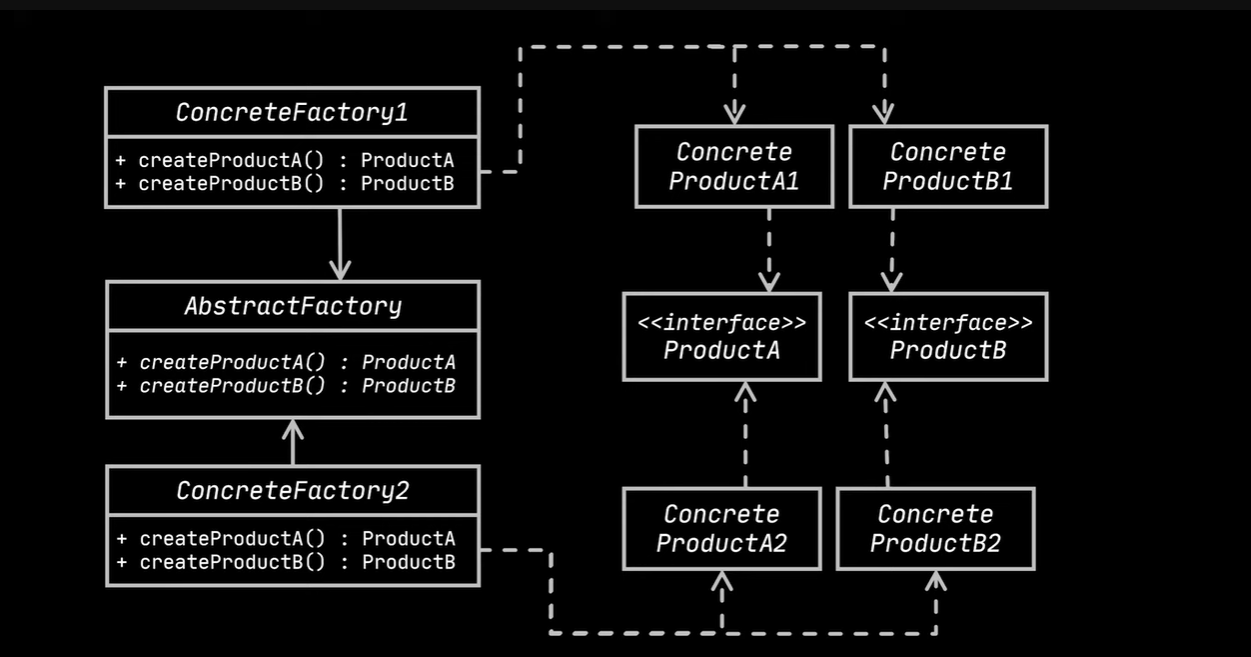 ConcreteFactory1
+ createProductA() : ProductA
+ createProductB() : ProductB
AbstractFactory
+ createProductA() : ProductA
+ createProductB() : ProductB
ConcreteFactory2
+ createProductA() : ProductA
+ createProductB() : ProductB
Concrete
ProductA1
Concrete
ProductB1
<<interface>>
ProductA
<<interface>>
ProductB
Concrete
ProductA2
Concrete
ProductB2